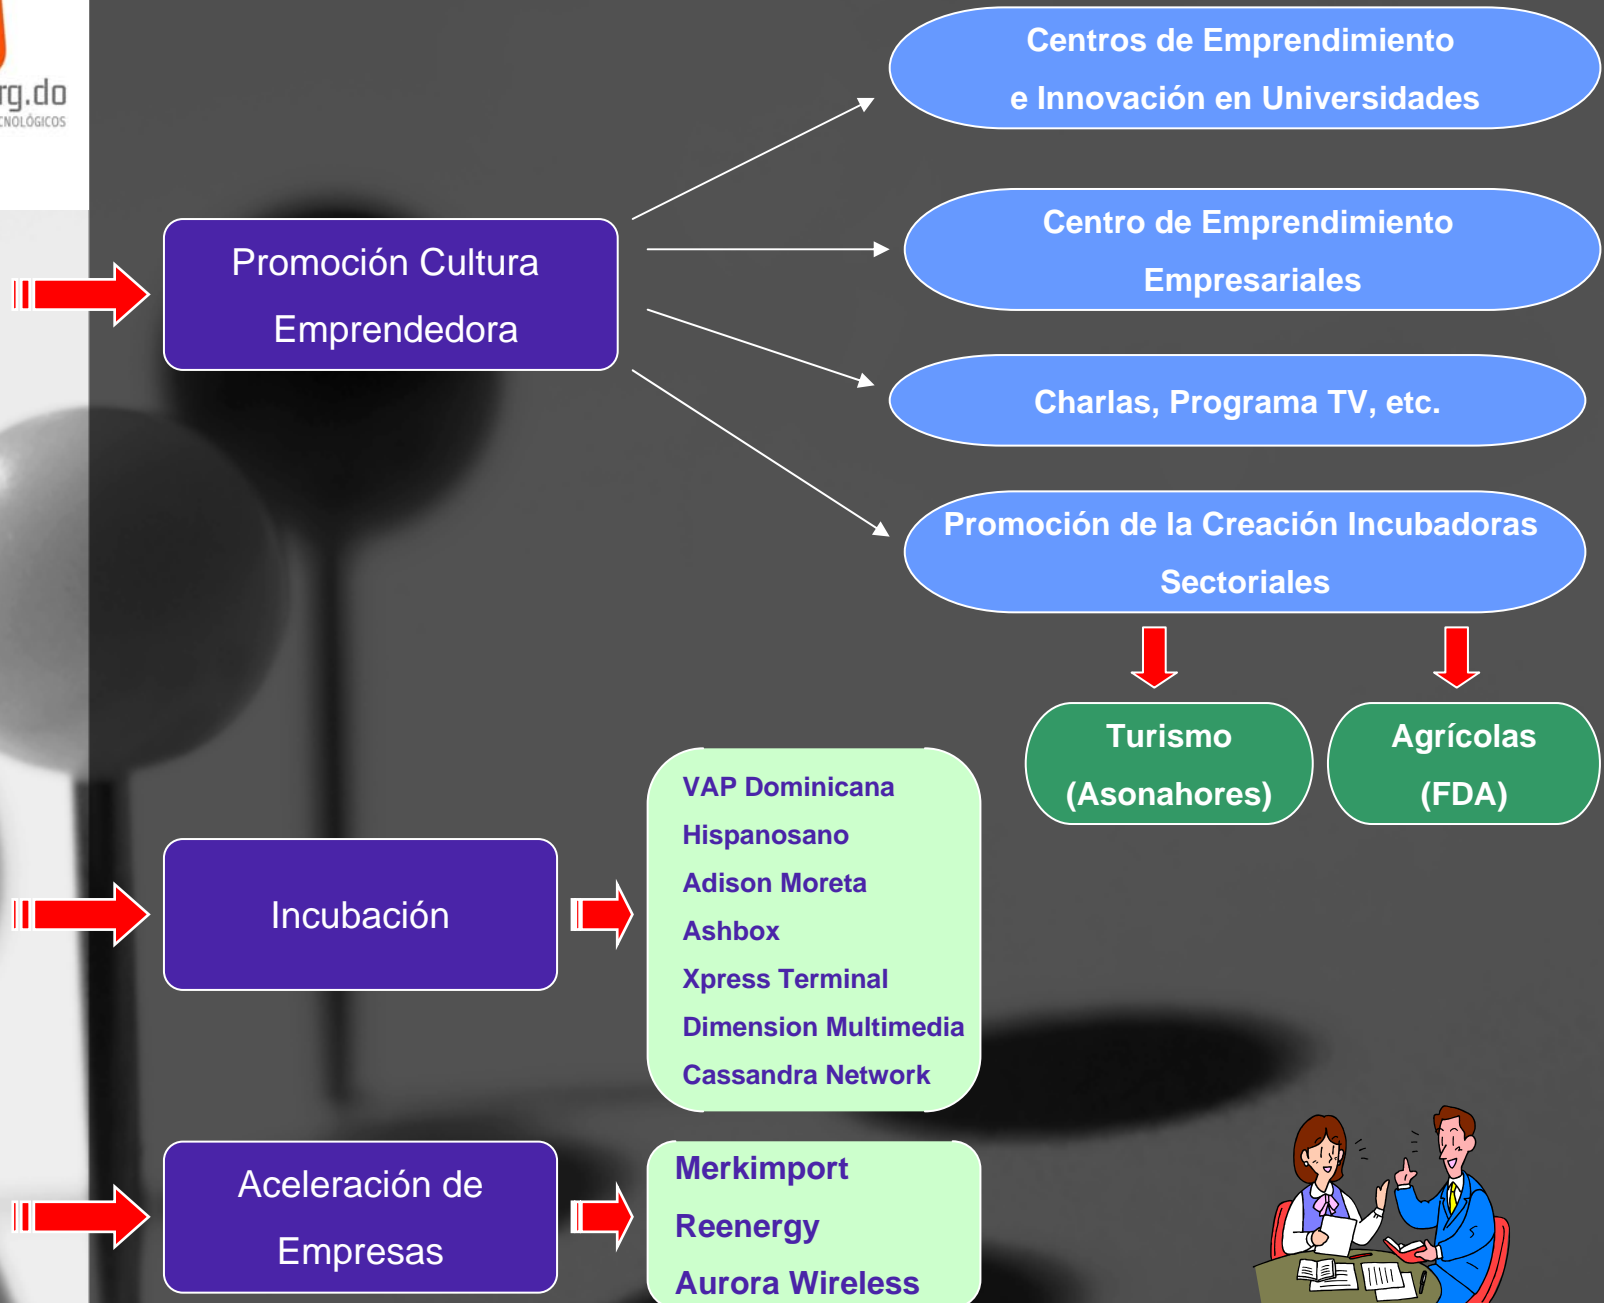 rg.do
CNOLÓGICOS
Centros de Emprendimiento
e Innovación en Universidades
Promoción Cultura
Emprendedora
Centro de Emprendimiento
Empresariales
Charlas, Programa TV, etc.
Promoción de la Creación Incubadoras
Sectoriales
Turismo
(Asonahores)
Agrícolas
(FDA)
Incubación
VAP Dominicana
Hispanosano
Adison Moreta
Ashbox
Xpress Terminal
Dimension Multimedia
Cassandra Network
Aceleración de
Empresas
Merkimport
Reenergy
Aurora Wireless